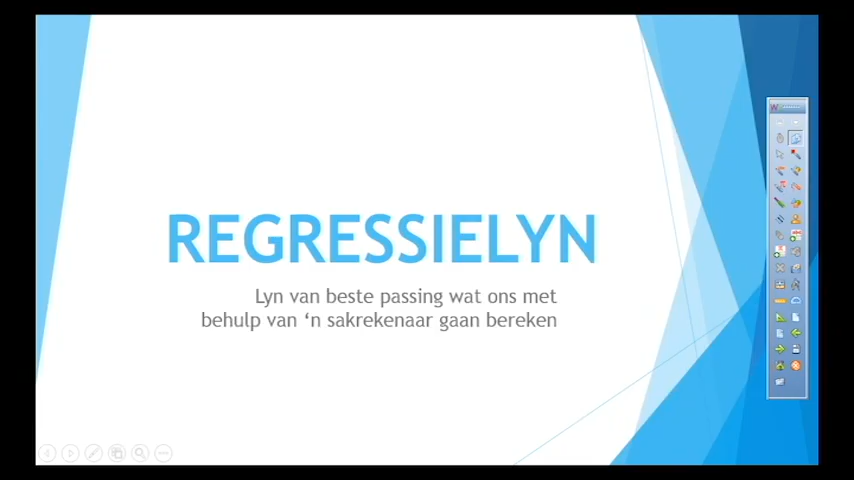 REGRESSIELYN
Lyn van beste passing wat ons met
behulp van ‘n sakrekenaar gaan bereken